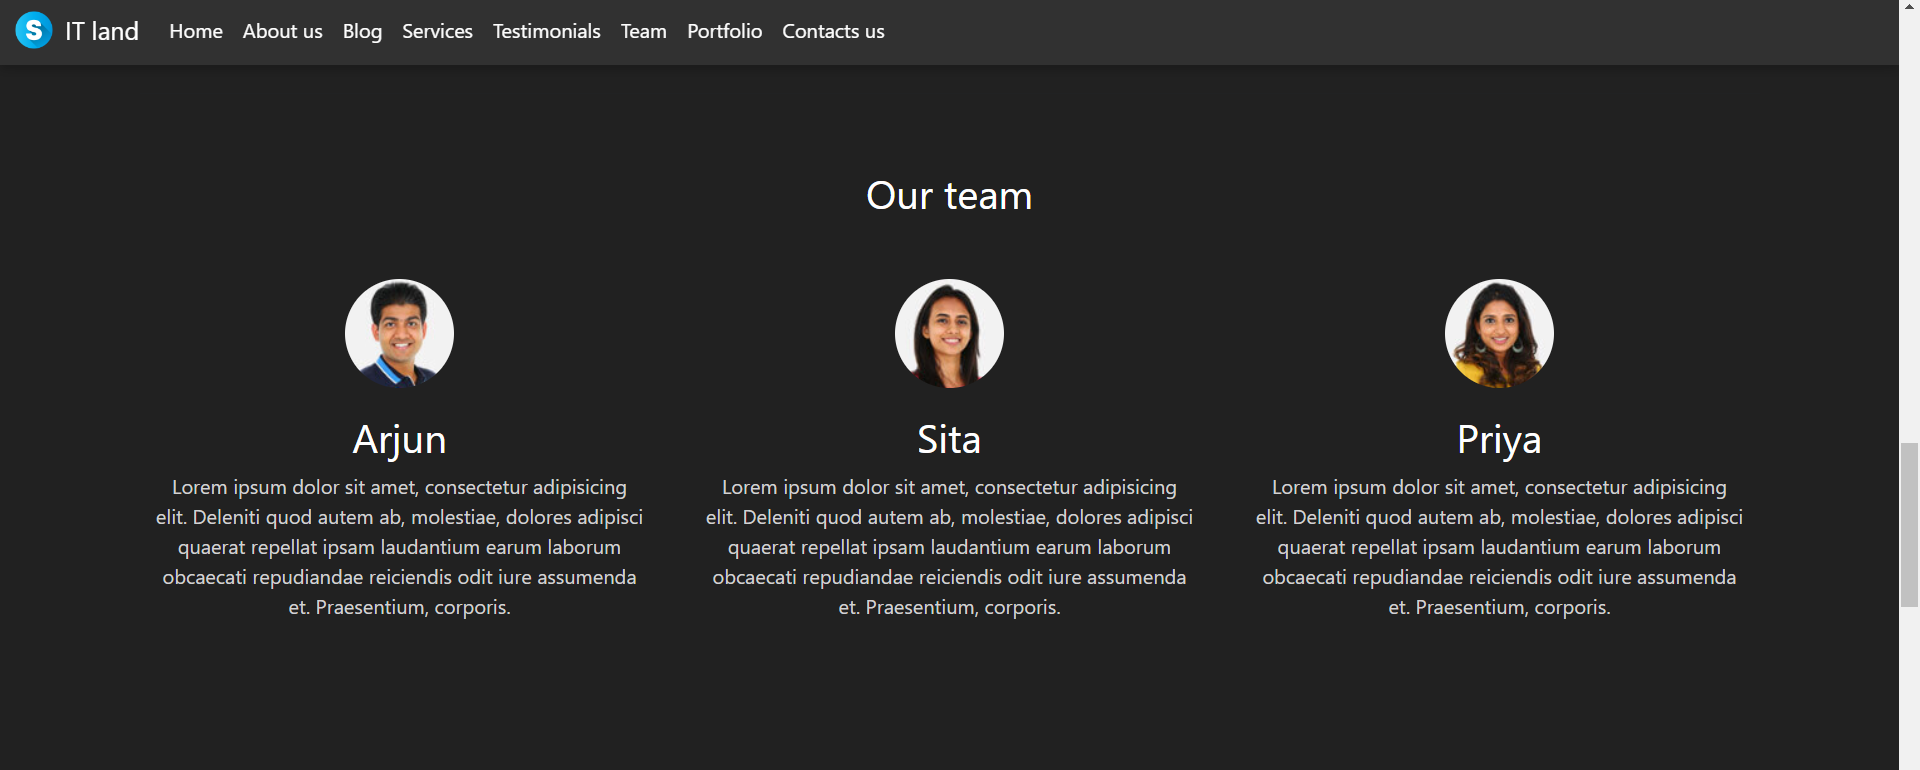 S IT land Home About us Blog Services Testimonials Team Portfolio Contacts us
Our team
Arjun
Lorem ipsum dolor sit amet, consectetur adipisicing
elit. Deleniti quod autem ab, molestiae, dolores adipisci
quaerat repellat ipsam laudantium earum laborum
obcaecati repudiandae reiciendis odit iure assumenda
et. Praesentium, corporis.
Sita
Lorem ipsum dolor sit amet, consectetur adipisicing
elit. Deleniti quod autem ab, molestiae, dolores adipisci
quaerat repellat ipsam laudantium earum laborum
obcaecati repudiandae reiciendis odit iure assumenda
et. Praesentium, corporis.
Priya
Lorem ipsum dolor sit amet, consectetur adipisicing
elit. Deleniti quod autem ab, molestiae, dolores adipisci
quaerat repellat ipsam laudantium earum laborum
obcaecati repudiandae reiciendis odit iure assumenda
et. Praesentium, corporis.